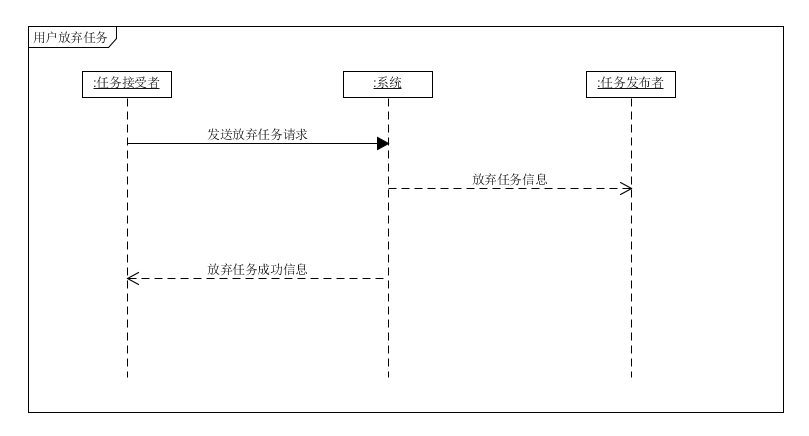 用户放弃任务
:任务接受者
:系统
:任务发布者
发送放弃任务请求
放弃任务信息
放弃任务成功信息